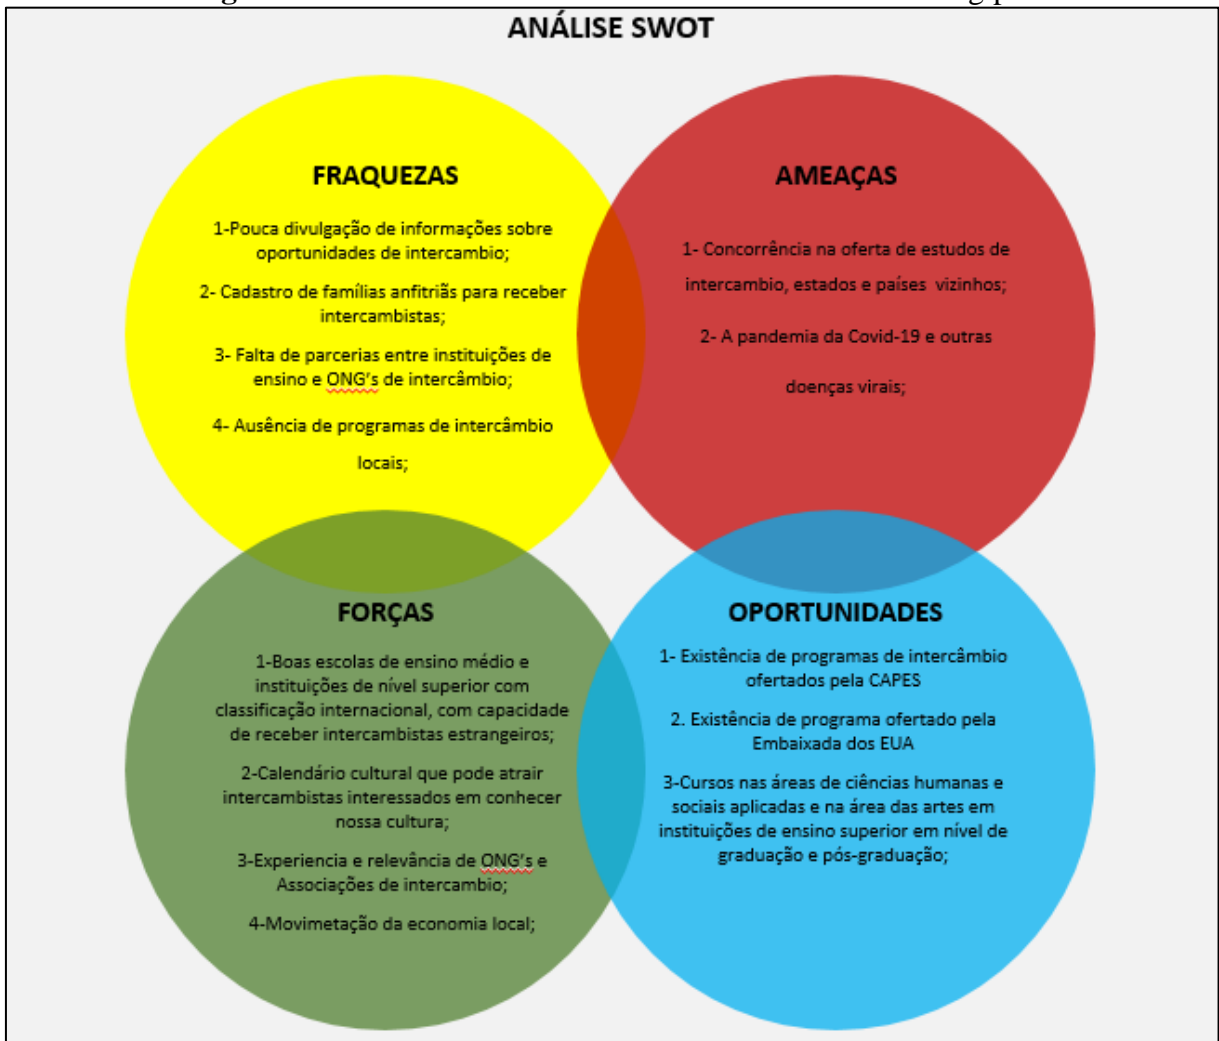 ANÁLISE SWOT
FRAQUEZAS
1-Pouca divulgação de informações sobre
oportunidades de intercambio;
2- Cadastro de famílias anfitriãs para receber
intercambistas;
3- Falta de parcerias entre instituições de
ensino e ONG's de intercâmbio;
4- Ausência de programas de intercâmbio
locais;
AMEAÇAS
1- Concorrência na oferta de estudos de
intercambio, estados e países vizinhos;
2- A pandemia da Covid-19 e outras
doenças virais;
FORÇAS
1-Boas escolas de ensino médio e
instituições de nível superior com
classificação internacional, com capacidade
de receber intercambistas estrangeiros;
2-Calendário cultural que pode atrair
intercambistas interessados em conhecer
nossa cultura;
3-Experiencia e relevância de ONG's e
Associações de intercambio;
4-Movimetação da economia local;
OPORTUNIDADES
1- Existência de programas de intercâmbio
ofertados pela CAPES
2. Existência de programa ofertado pela
Embaixada dos EUA
3-Cursos nas áreas de ciências humanas e
sociais aplicadas e na área das artes em
instituições de ensino superior em nível de
graduação e pós-graduação;